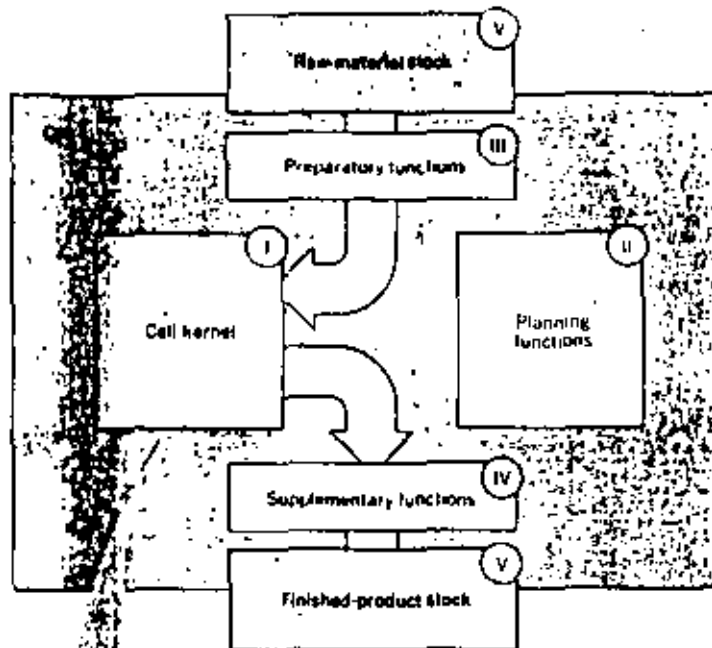 V
Raw-material stock
III
Preparatory functions
I
Cell kernel
II
Planning
functions
IV
Supplementary functions
V
Finished-product stock